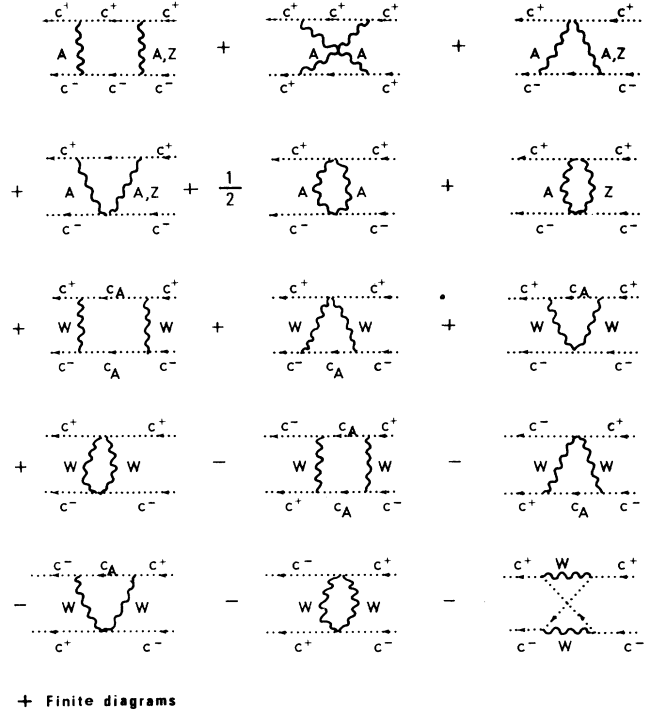 c⁺ c⁺ c⁺ c⁺ c⁺ c⁺ c⁺ c⁺
A A,Z + A A + A A,Z
c⁻ c⁻ c⁻ c⁺ c⁺ c⁻ c⁻
c⁺ c⁺ c⁺ c⁺ c⁺ c⁺
+ A A,Z + 1/2 A A + A Z
c⁻ c⁻ c⁻ c⁻ c⁻ c⁻
c⁺ c_A c⁺ c⁺ c⁺ c⁺ c_A c⁺
+ W W + W W + W W
c⁻ c_A c⁻ c⁻ c_A c⁻ c⁻ c⁻
c⁺ c⁺ c⁻ c_A c⁺ c⁻ c⁺
+ W W − W W − W W
c⁻ c⁻ c⁺ c_A c⁻ c⁺ c_A c⁻
c⁻ c_A c⁺ c⁻ c⁺ c⁺ W c⁺
− W W − W W −
c⁺ c⁻ c⁺ c⁻ c⁻ W c⁻
+ Finite diagrams